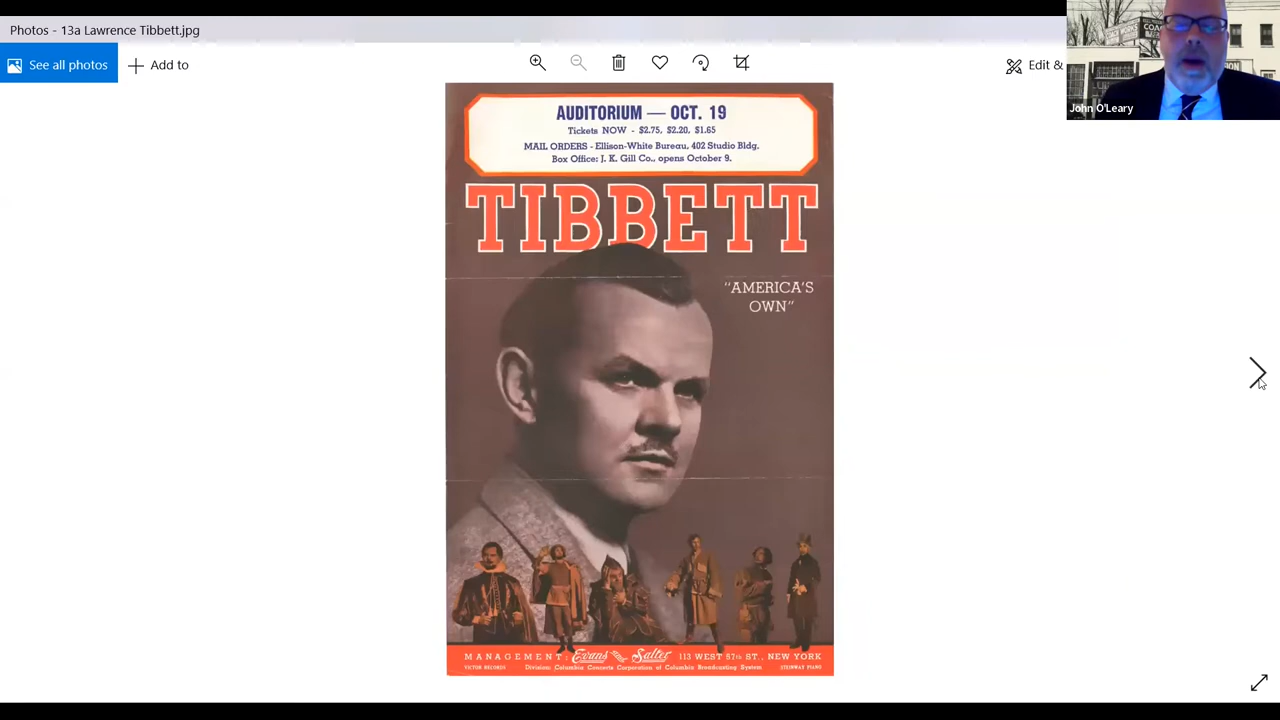 Photos - 13a Lawrence Tibbett.jpg
See all photos
Add to
Edit &
John O'Leary
AUDITORIUM — OCT. 19
Tickets NOW - $2.75, $2.20, $1.65
MAIL ORDERS - Ellison-White Bureau, 402 Studio Bldg.
Box Office: J. K. Gill Co., opens October 9.
TIBBETT
"AMERICA'S
OWN"
MANAGEMENT: Evans and Salter 113 WEST 57th ST., NEW YORK
VICTOR RECORDS Division: Columbia Concerts Corporation of Columbia Broadcasting System STEINWAY PIANO